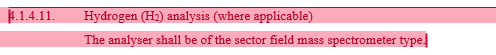 4.1.4.11. Hydrogen (H2) analysis (where applicable)
The analyser shall be of the sector field mass spectrometer type.